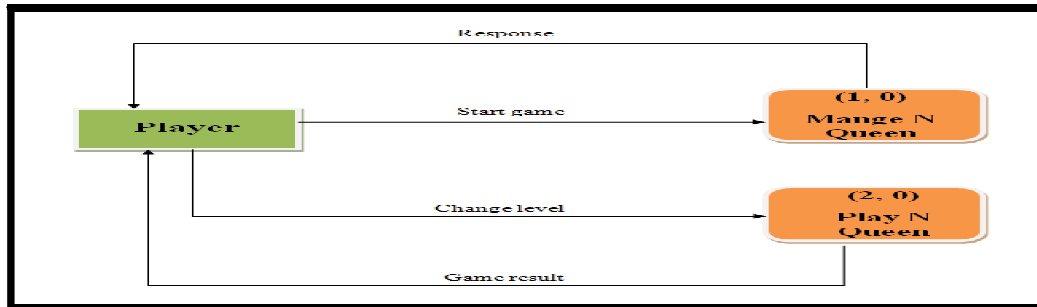 Response
(1, 0)
Start game
Player
Mange N
Queen
(2, 0)
Change level
Play N
Queen
Game result